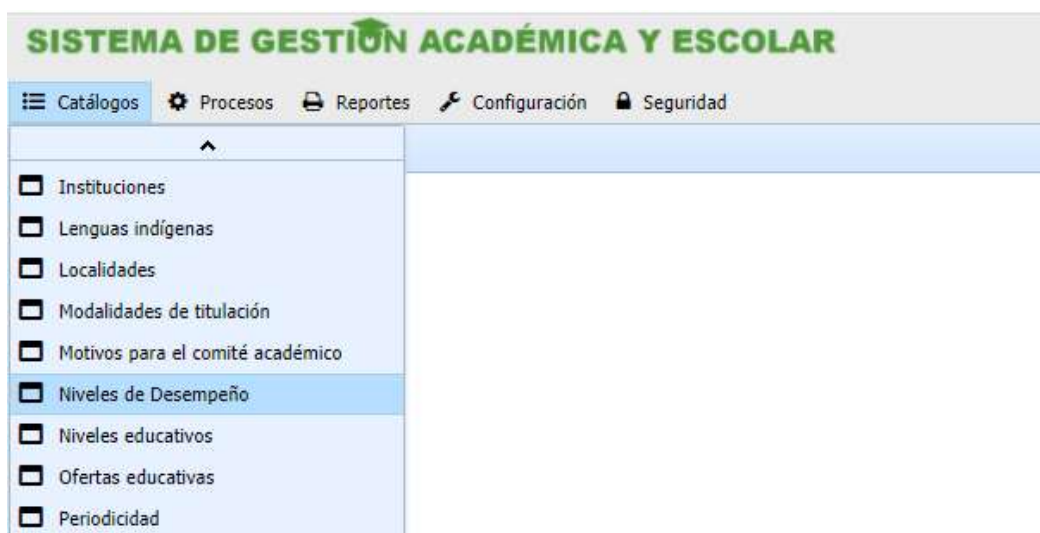 SISTEMA DE GESTIÓN ACADÉMICA Y ESCOLAR
Catálogos Procesos Reportes Configuración Seguridad
Instituciones
Lenguas indígenas
Localidades
Modalidades de titulación
Motivos para el comité académico
Niveles de Desempeño
Niveles educativos
Ofertas educativas
Periodicidad